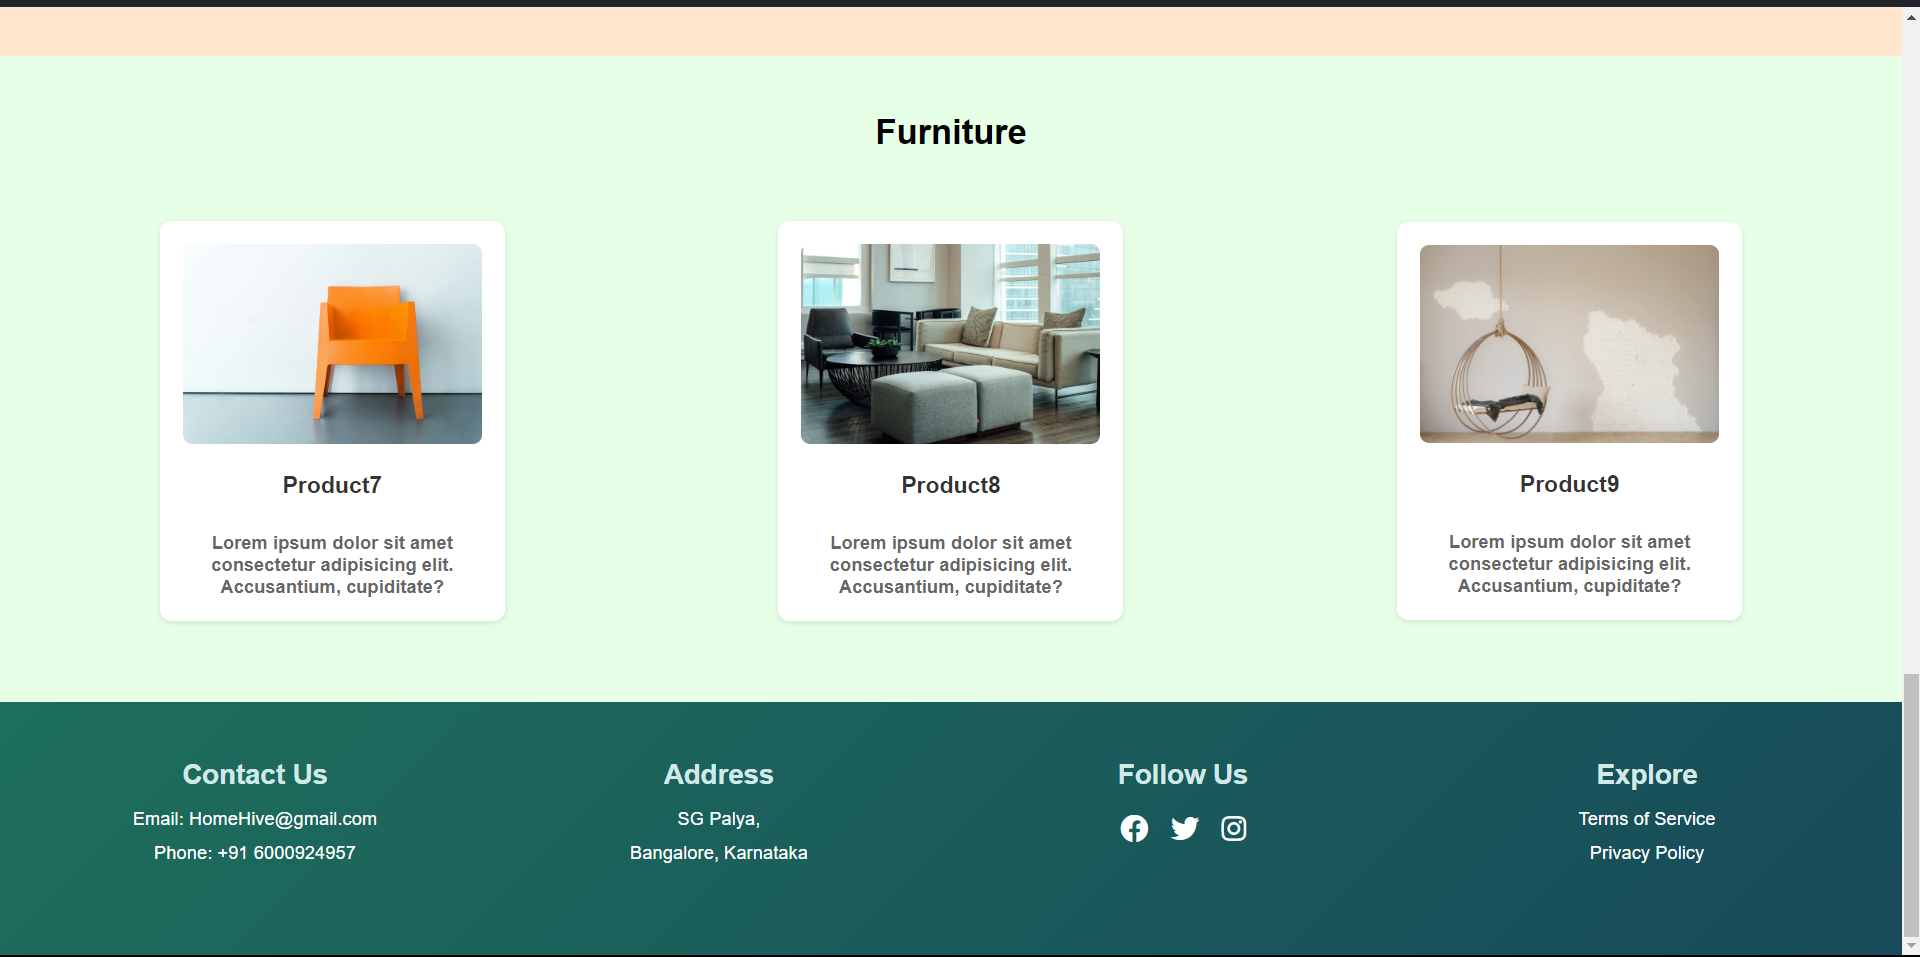 Furniture
Product7
Lorem ipsum dolor sit amet
consectetur adipisicing elit.
Accusantium, cupiditate?
Product8
Lorem ipsum dolor sit amet
consectetur adipisicing elit.
Accusantium, cupiditate?
Product9
Lorem ipsum dolor sit amet
consectetur adipisicing elit.
Accusantium, cupiditate?
Contact Us
Email: HomeHive@gmail.com
Phone: +91 6000924957
Address
SG Palya,
Bangalore, Karnataka
Follow Us
Explore
Terms of Service
Privacy Policy